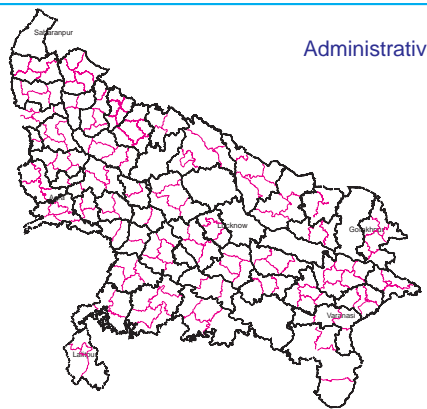 Saharanpur
Administrativ
Lucknow
Gorakhpur
Varanasi
Lalitpur